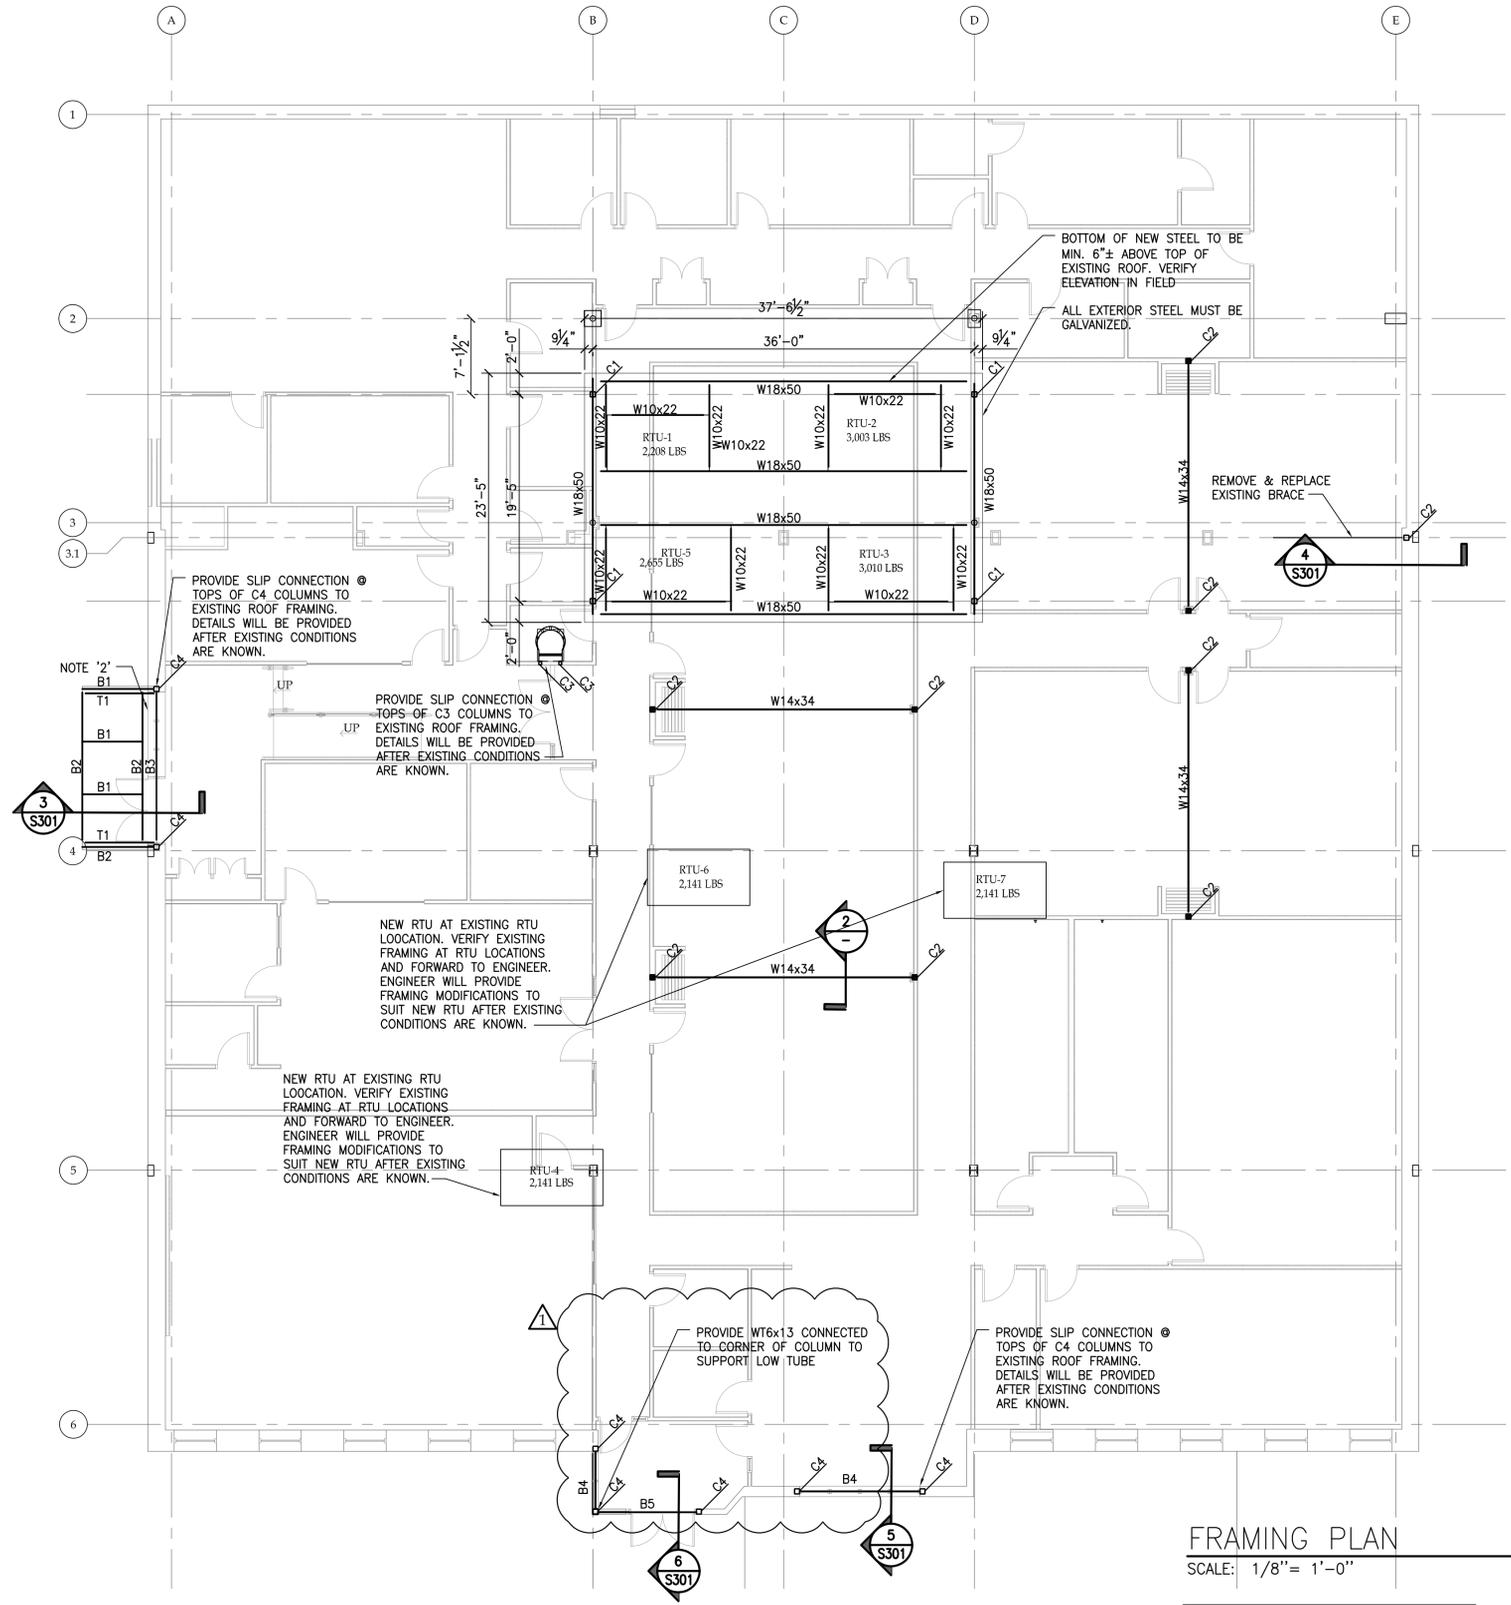 A
B
C
D
E
1
BOTTOM OF NEW STEEL TO BE
MIN. 6"± ABOVE TOP OF
EXISTING ROOF. VERIFY
ELEVATION IN FIELD
ALL EXTERIOR STEEL MUST BE
GALVANIZED.
2
37'-6½"
36'-0"
9¼"
9¼"
7'-1½"
2'-0"
C1
C1
C2
W18x50
W10x22
W10x22
W10x22
W10x22
W10x22
W10x22
W10x22
W10x22
RTU-1
2,208 LBS
RTU-2
3,003 LBS
W18x50
W18x50
W18x50
W14x34
23'-5"
19'-5"
REMOVE & REPLACE
EXISTING BRACE
C2
3
3.1
W18x50
W10x22
W10x22
W10x22
W10x22
RTU-5
2,655 LBS
RTU-3
3,010 LBS
W10x22
W10x22
W18x50
C1
C1
C2
4
S301
2'-0"
PROVIDE SLIP CONNECTION @
TOPS OF C4 COLUMNS TO
EXISTING ROOF FRAMING.
DETAILS WILL BE PROVIDED
AFTER EXISTING CONDITIONS
ARE KNOWN.
NOTE '2'
C4
B1
T1
B1
B2
B2
B3
B1
T1
B2
C4
3
S301
4
UP
UP
C3
C3
PROVIDE SLIP CONNECTION @
TOPS OF C3 COLUMNS TO
EXISTING ROOF FRAMING.
DETAILS WILL BE PROVIDED
AFTER EXISTING CONDITIONS
ARE KNOWN.
C2
C2
W14x34
C2
W14x34
C2
RTU-6
2,141 LBS
RTU-7
2,141 LBS
2
-
NEW RTU AT EXISTING RTU
LOOCATION. VERIFY EXISTING
FRAMING AT RTU LOCATIONS
AND FORWARD TO ENGINEER.
ENGINEER WILL PROVIDE
FRAMING MODIFICATIONS TO
SUIT NEW RTU AFTER EXISTING
CONDITIONS ARE KNOWN.
C2
C2
W14x34
NEW RTU AT EXISTING RTU
LOOCATION. VERIFY EXISTING
FRAMING AT RTU LOCATIONS
AND FORWARD TO ENGINEER.
ENGINEER WILL PROVIDE
FRAMING MODIFICATIONS TO
SUIT NEW RTU AFTER EXISTING
CONDITIONS ARE KNOWN.
5
RTU-4
2,141 LBS
1
PROVIDE WT6x13 CONNECTED
TO CORNER OF COLUMN TO
SUPPORT LOW TUBE
PROVIDE SLIP CONNECTION @
TOPS OF C4 COLUMNS TO
EXISTING ROOF FRAMING.
DETAILS WILL BE PROVIDED
AFTER EXISTING CONDITIONS
ARE KNOWN.
6
C4
B4
C4
B5
C4
C4
B4
C4
6
S301
5
S301
FRAMING PLAN
SCALE: 1/8"= 1'-0"